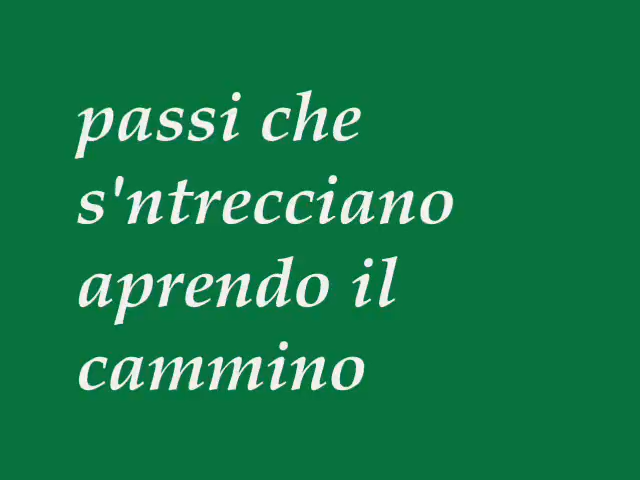 passi che
s'ntrecciano
aprendo il
cammino